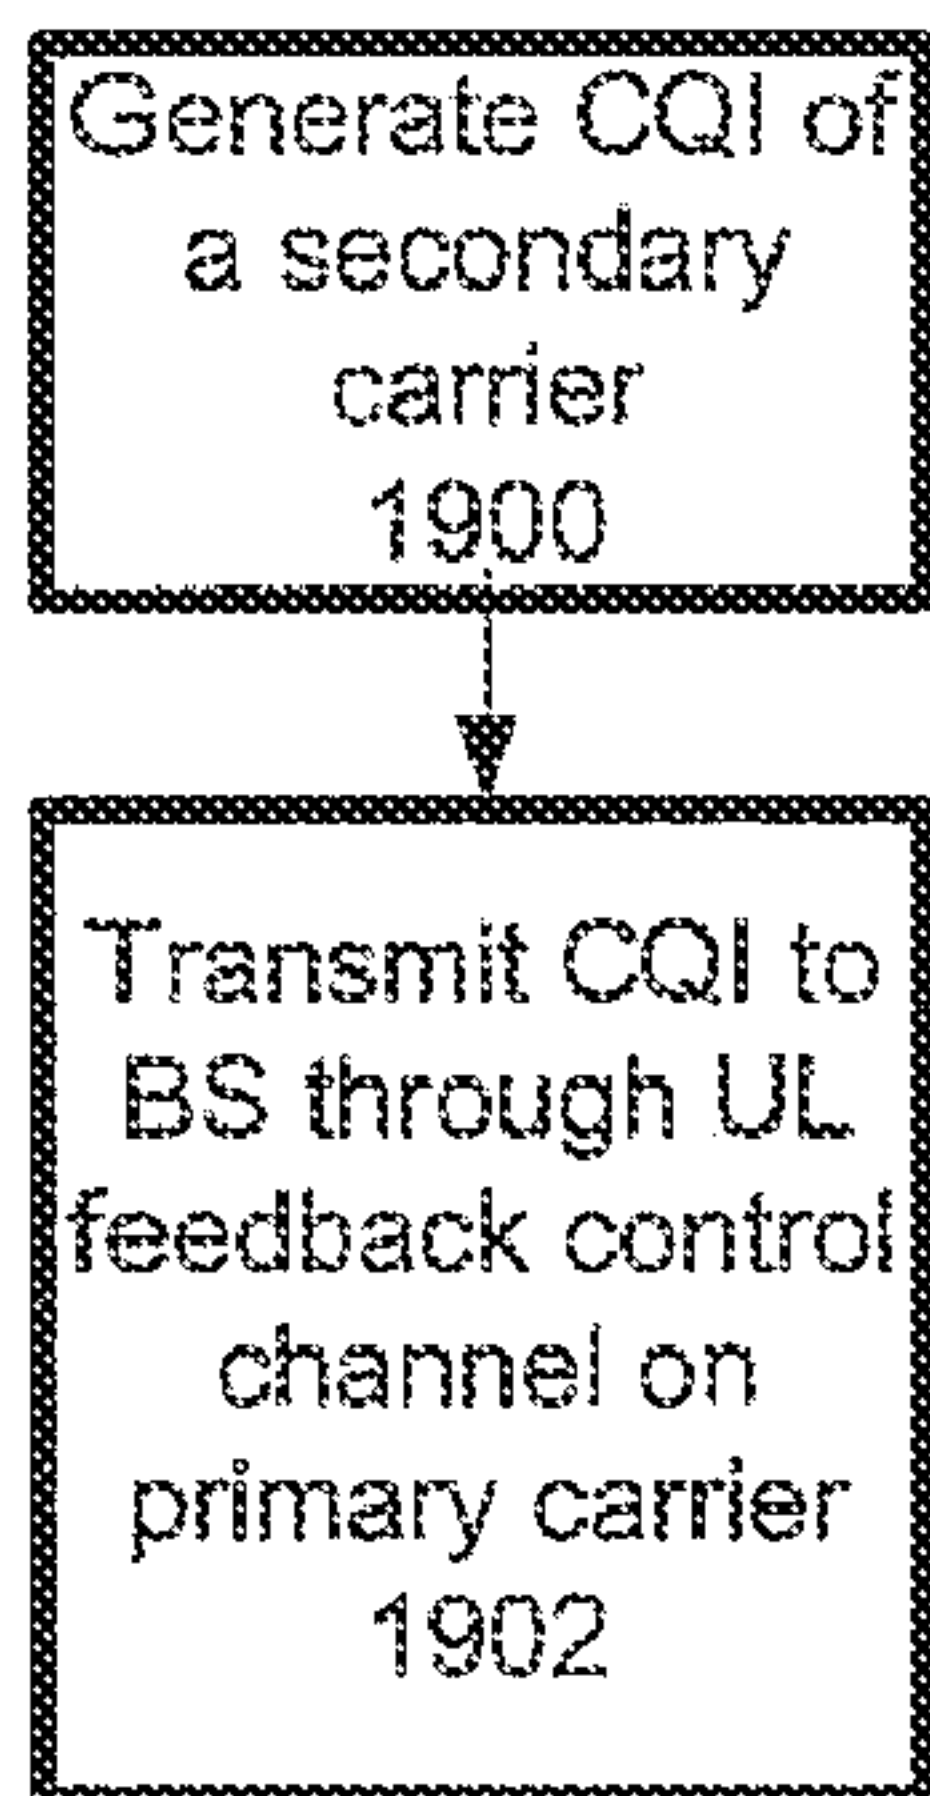 Generate CQI of
a secondary
carrier
1900
Transmit CQI to
BS through UL
feedback control
channel on
primary carrier
1902